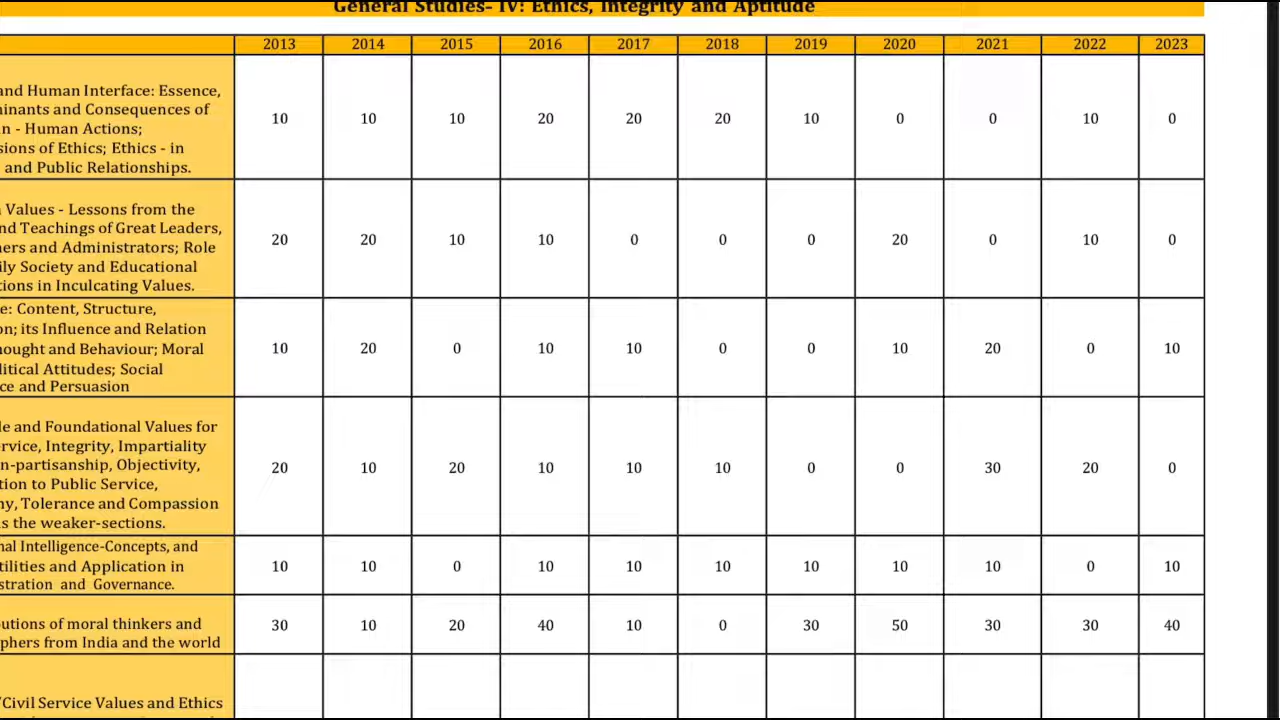 General Studies- IV: Ethics, Integrity and Aptitude
2013 2014 2015 2016 2017 2018 2019 2020 2021 2022 2023
and Human Interface: Essence,
minants and Consequences of
n - Human Actions;
sions of Ethics; Ethics - in
and Public Relationships.
10 10 10 20 20 20 10 0 0 10 0
Values - Lessons from the
nd Teachings of Great Leaders,
ners and Administrators; Role
ily Society and Educational
tions in Inculcating Values.
20 20 10 10 0 0 0 20 0 10 0
e: Content, Structure,
on; its Influence and Relation
hought and Behaviour; Moral
litical Attitudes; Social
ce and Persuasion
10 20 0 10 10 0 0 10 20 0 10
le and Foundational Values for
ervice, Integrity, Impartiality
n-partisanship, Objectivity,
tion to Public Service,
hy, Tolerance and Compassion
s the weaker-sections.
20 10 20 10 10 10 0 0 30 20 0
nal Intelligence-Concepts, and
tilities and Application in
stration and Governance.
10 10 0 10 10 10 10 10 10 0 10
utions of moral thinkers and
phers from India and the world
30 10 20 40 10 0 30 50 30 30 40
/Civil Service Values and Ethics